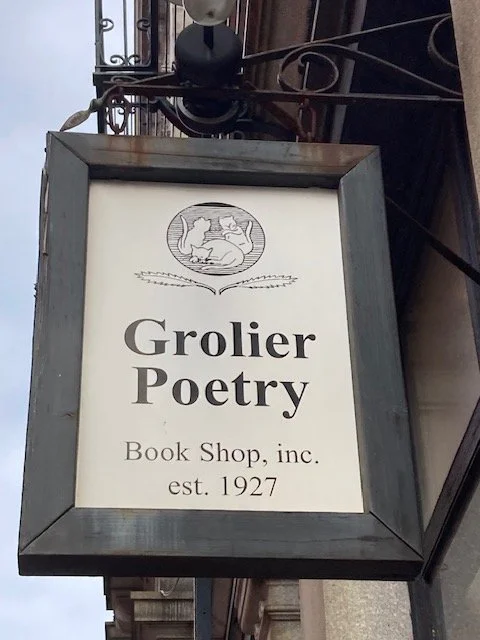 Grolier
Poetry
Book Shop, inc.
est. 1927